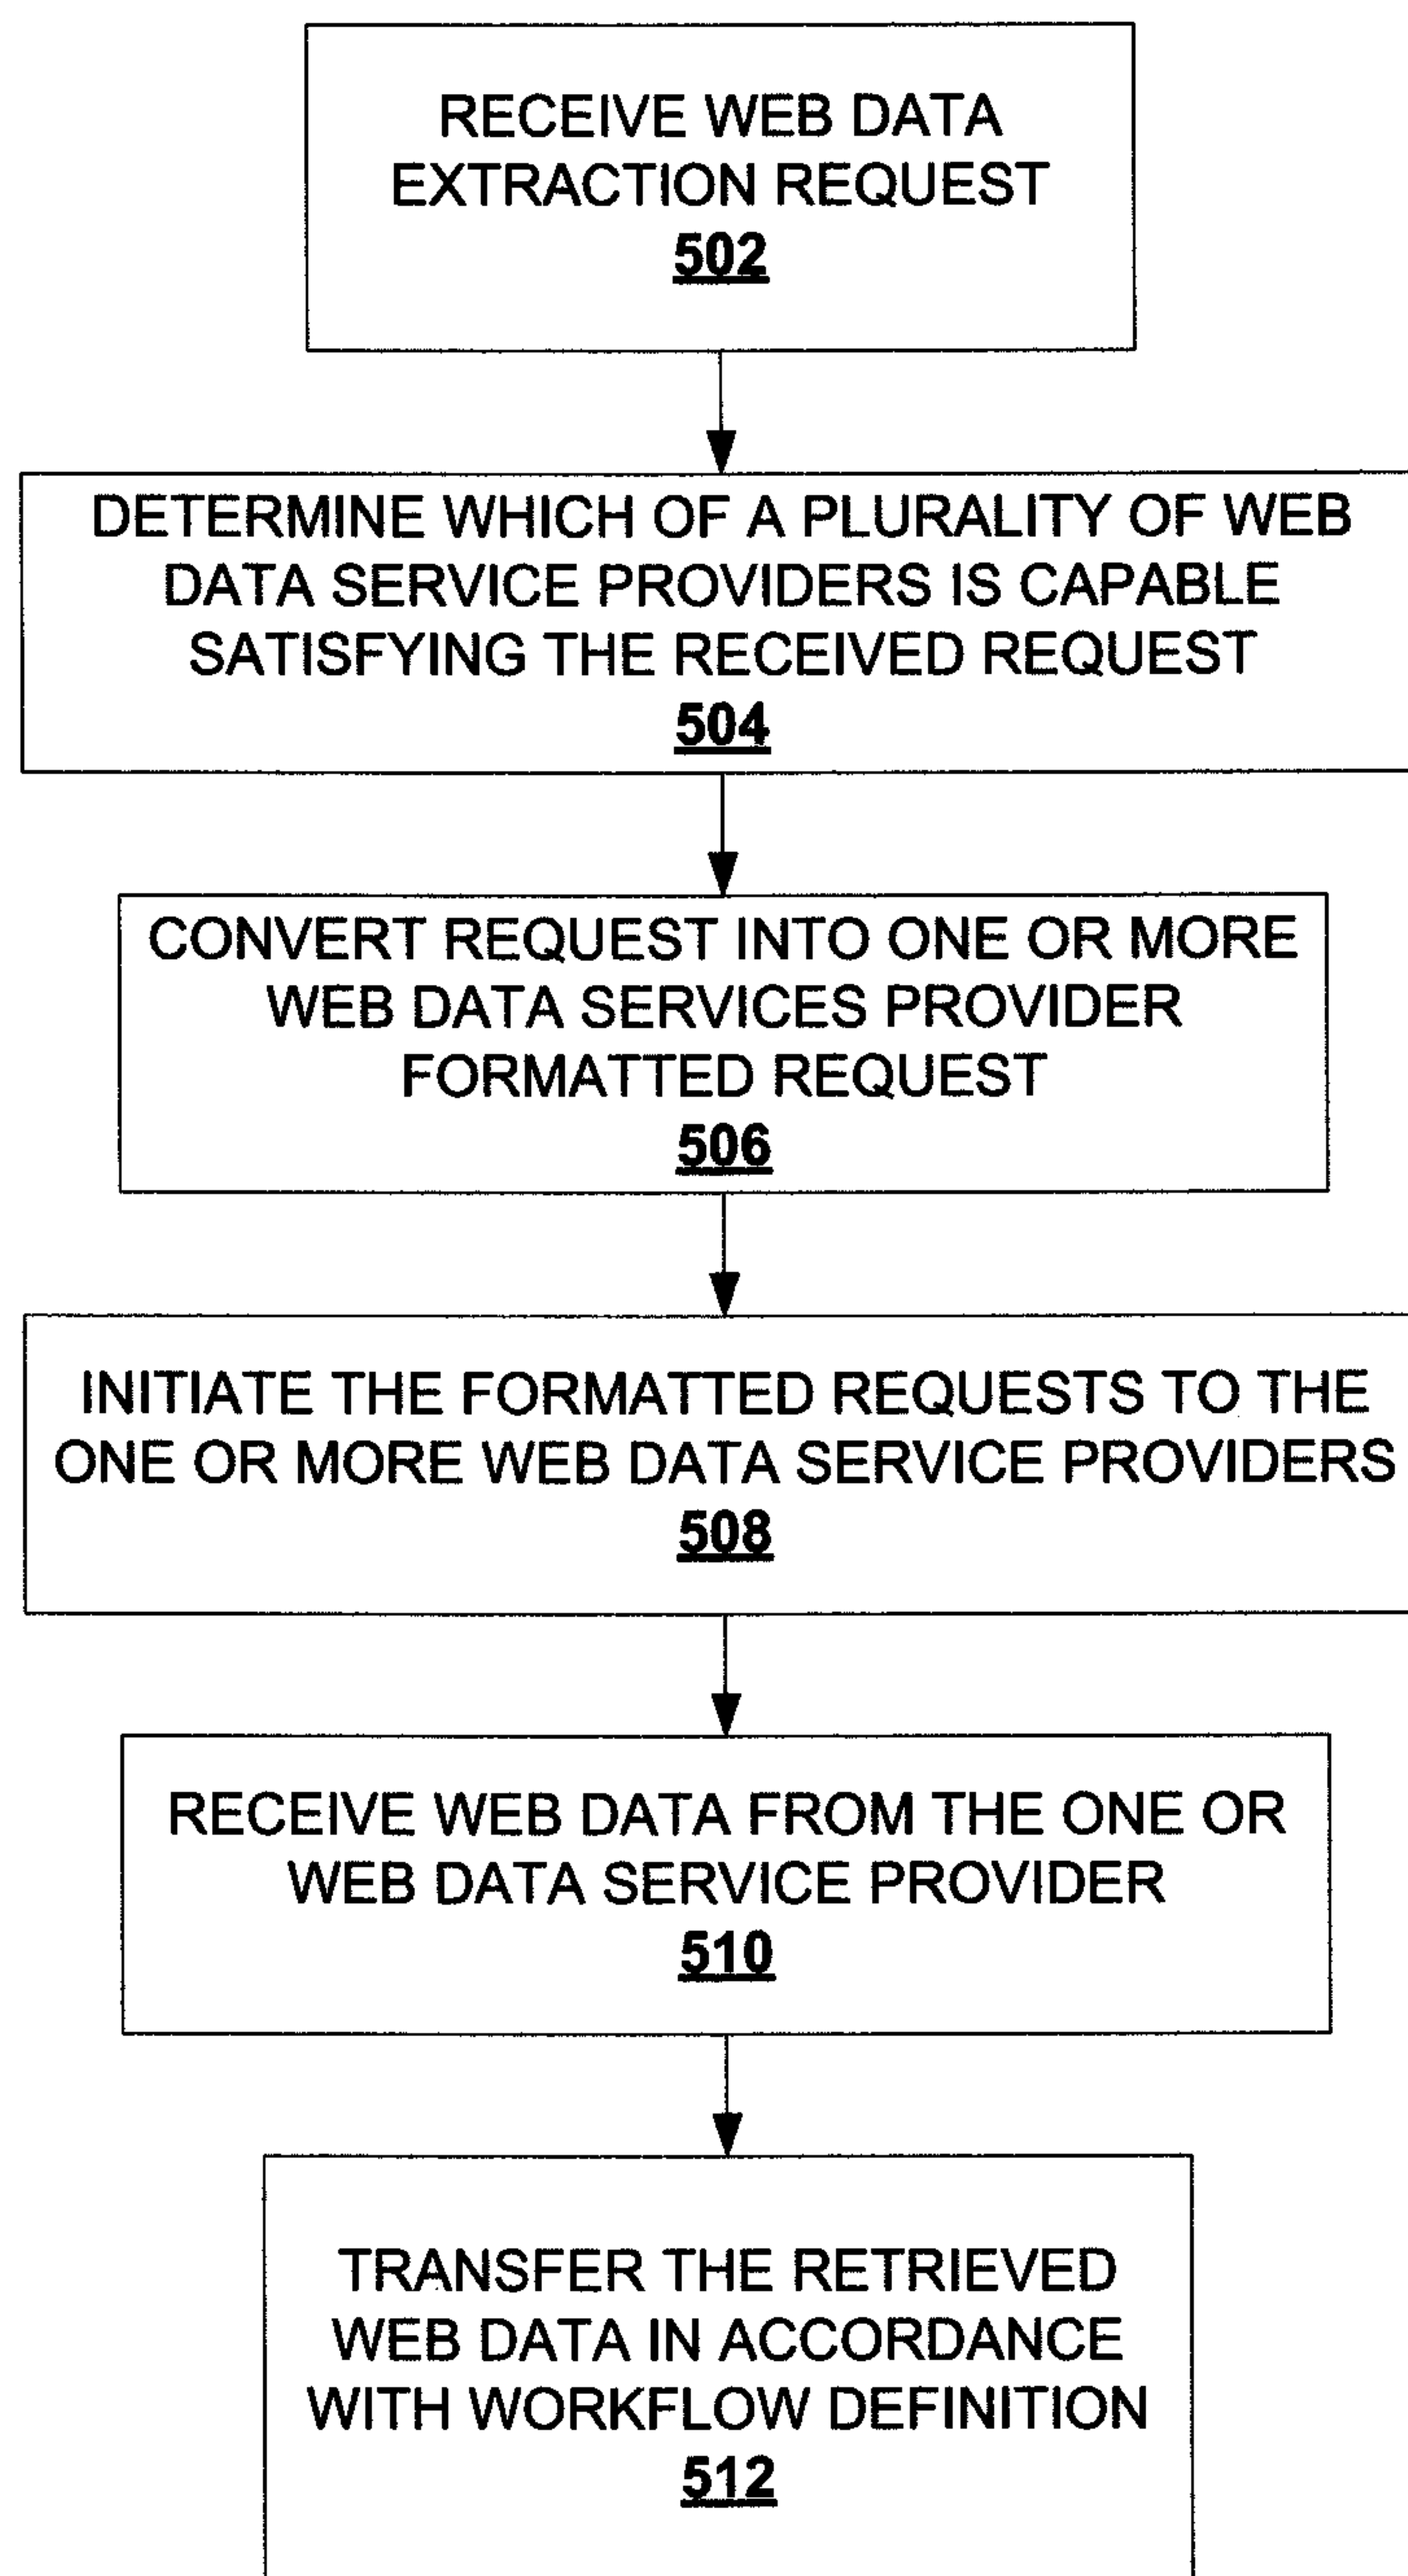 RECEIVE WEB DATA
EXTRACTION REQUEST
502
DETERMINE WHICH OF A PLURALITY OF WEB
DATA SERVICE PROVIDERS IS CAPABLE
SATISFYING THE RECEIVED REQUEST
504
CONVERT REQUEST INTO ONE OR MORE
WEB DATA SERVICES PROVIDER
FORMATTED REQUEST
506
INITIATE THE FORMATTED REQUESTS TO THE
ONE OR MORE WEB DATA SERVICE PROVIDERS
508
RECEIVE WEB DATA FROM THE ONE OR
WEB DATA SERVICE PROVIDER
510
TRANSFER THE RETRIEVED
WEB DATA IN ACCORDANCE
WITH WORKFLOW DEFINITION
512